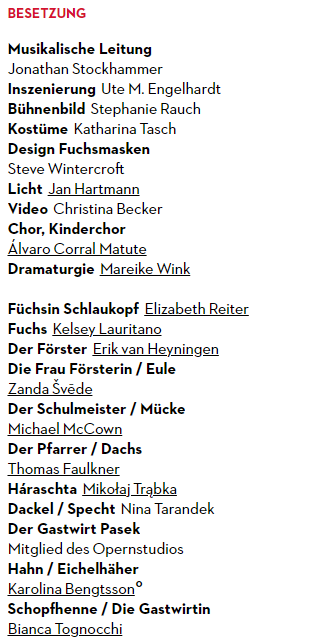 BESETZUNG
Musikalische Leitung
Jonathan Stockhammer
Inszenierung Ute M. Engelhardt
Bühnenbild Stephanie Rauch
Kostüme Katharina Tasch
Design Fuchsmasken
Steve Wintercroft
Licht Jan Hartmann
Video Christina Becker
Chor, Kinderchor
Álvaro Corral Matute
Dramaturgie Mareike Wink
Füchsin Schlaukopf Elizabeth Reiter
Fuchs Kelsey Lauritano
Der Förster Erik van Heyningen
Die Frau Försterin / Eule
Zanda Švēde
Der Schulmeister / Mücke
Michael McCown
Der Pfarrer / Dachs
Thomas Faulkner
Háraschta Mikołaj Trąbka
Dackel / Specht Nina Tarandek
Der Gastwirt Pasek
Mitglied des Opernstudios
Hahn / Eichelhäher
Karolina Bengtsson°
Schopfhenne / Die Gastwirtin
Bianca Tognocchi